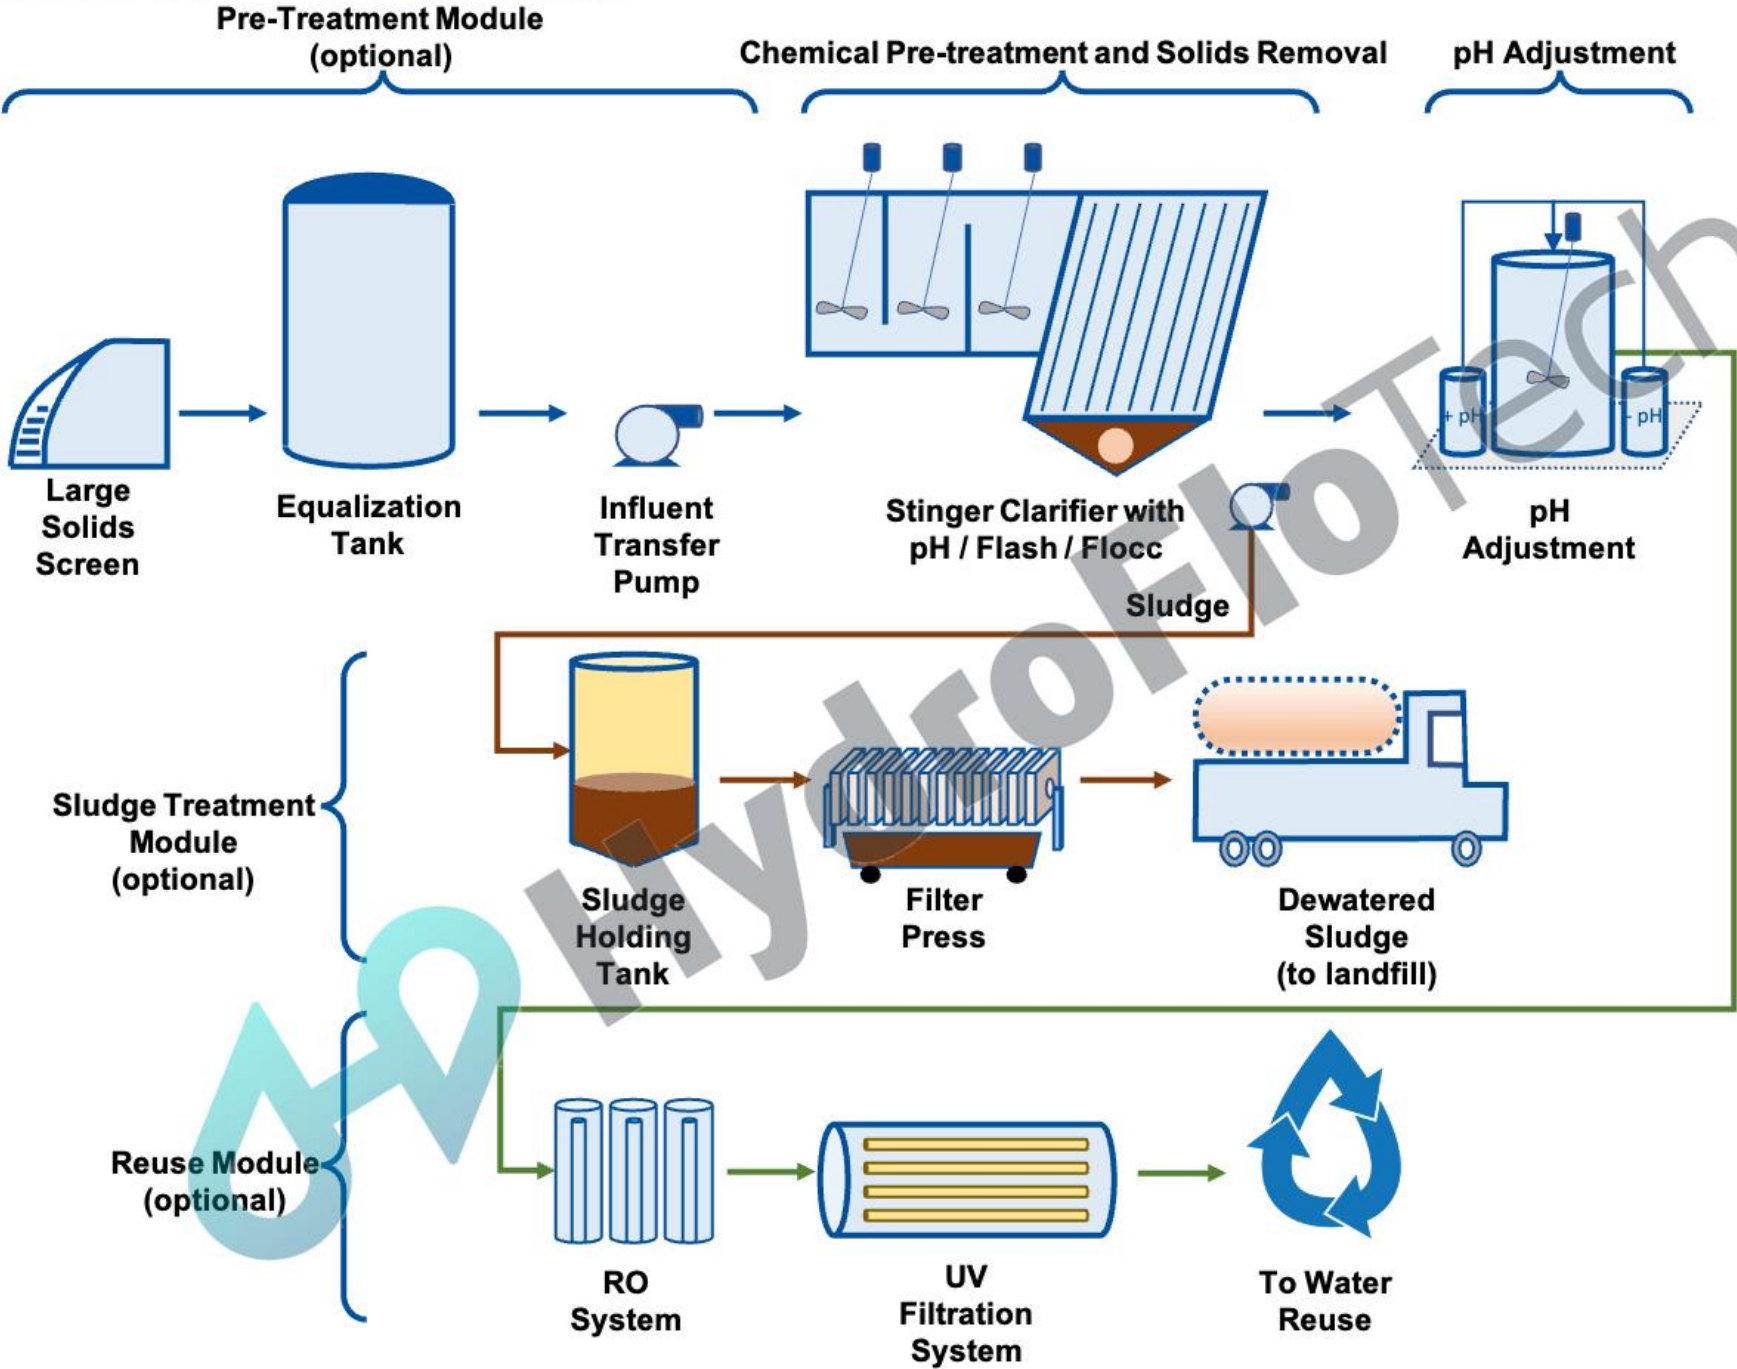 Pre-Treatment Module
(optional)
Chemical Pre-treatment and Solids Removal
pH Adjustment
+ pH
- pH
Large
Solids
Screen
Equalization
Tank
Influent
Transfer
Pump
Stinger Clarifier with
pH / Flash / Flocc
pH
Adjustment
Sludge
Sludge Treatment
Module
(optional)
Sludge
Holding
Tank
Filter
Press
Dewatered
Sludge
(to landfill)
Reuse Module
(optional)
RO
System
UV
Filtration
System
To Water
Reuse
HydroFloTech